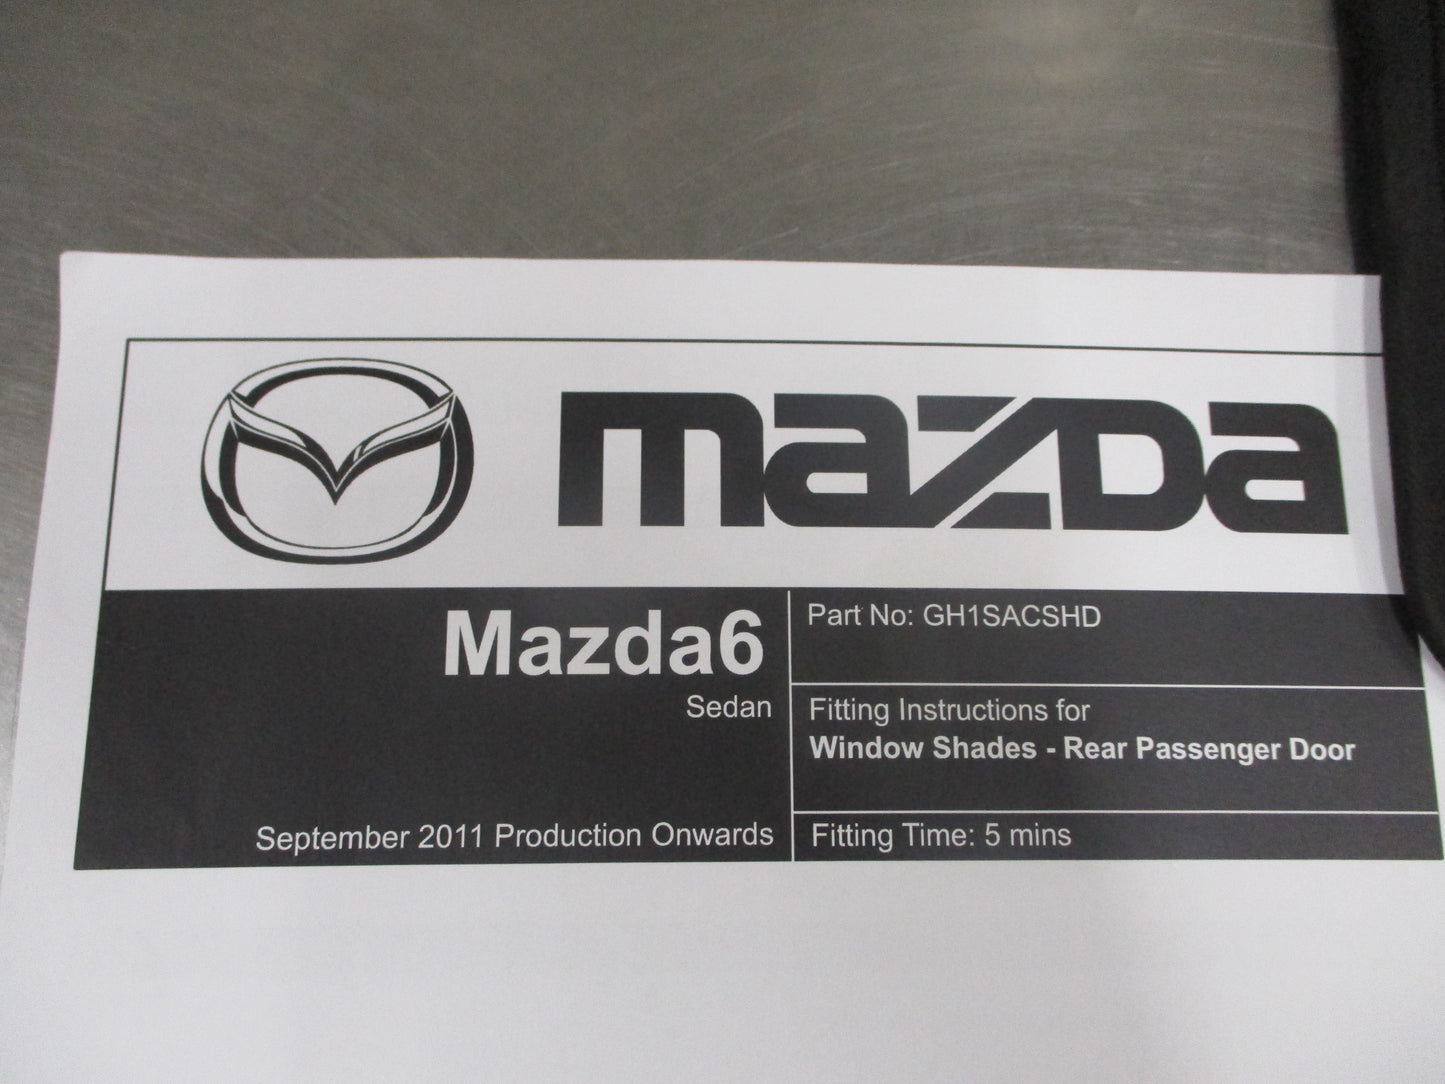 mazda
Mazda6
Sedan
September 2011 Production Onwards
Part No: GH1SACSHD
Fitting Instructions for
Window Shades - Rear Passenger Door
Fitting Time: 5 mins